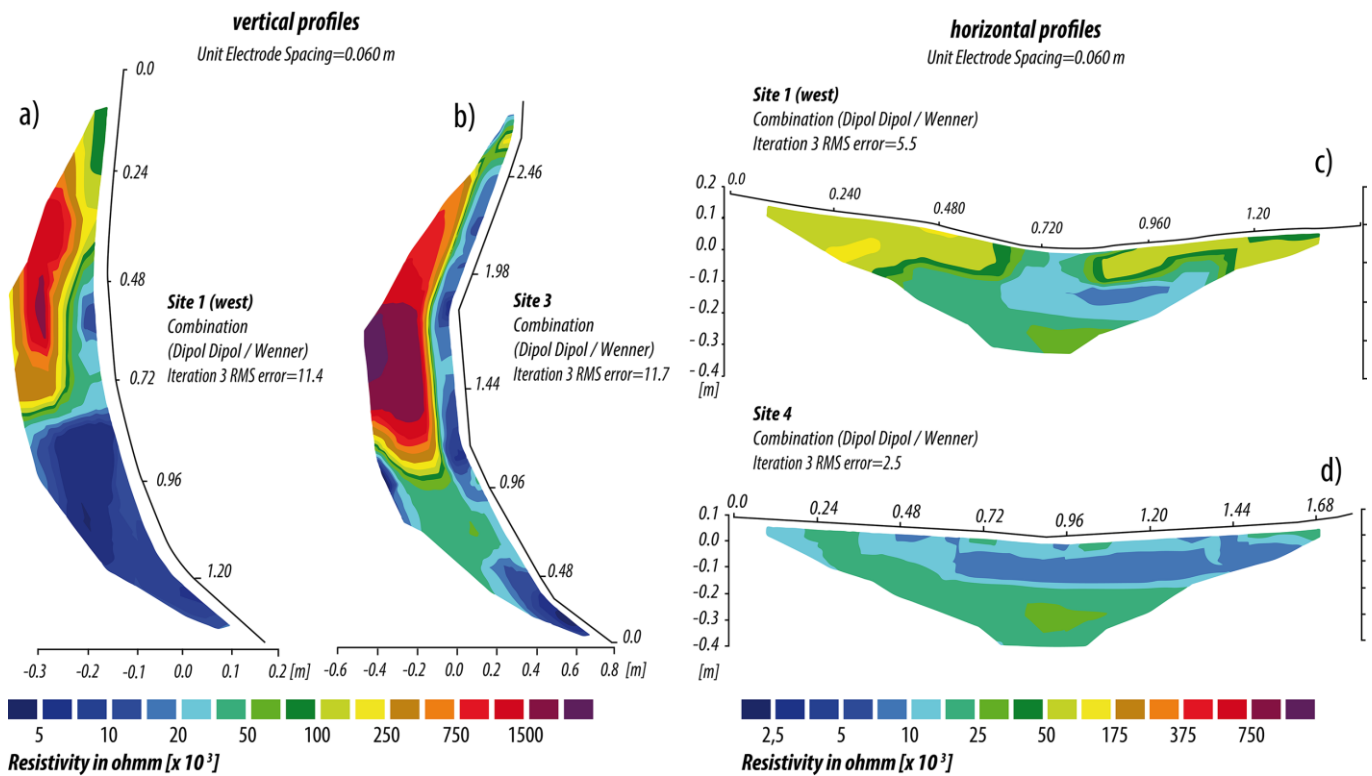 vertical profiles
Unit Electrode Spacing=0.060 m
a)
0.0
0.24
0.48
0.72
0.96
1.20
Site 1 (west)
Combination
(Dipol Dipol / Wenner)
Iteration 3 RMS error=11.4
-0.3 -0.2 -0.1 0.0 0.1 0.2 [m]
b)
2.46
1.98
1.44
0.96
0.48
0.0
Site 3
Combination
(Dipol Dipol / Wenner)
Iteration 3 RMS error=11.7
-0.6 -0.4 -0.2 0.0 0.2 0.4 0.6 0.8 [m]
5 10 20 50 100 250 750 1500
Resistivity in ohmm [x 10³]
horizontal profiles
Unit Electrode Spacing=0.060 m
Site 1 (west)
Combination (Dipol Dipol / Wenner)
Iteration 3 RMS error=5.5
c)
0.0 0.240 0.480 0.720 0.960 1.20
0.2
0.1
0.0
- 0.1
- 0.2
- 0.3
- 0.4
[m]
Site 4
Combination (Dipol Dipol / Wenner)
Iteration 3 RMS error=2.5
d)
0.0 0.24 0.48 0.72 0.96 1.20 1.44 1.68
0.1
0.0
-0.1
-0.2
-0.3
-0.4
[m]
2,5 5 10 25 50 175 375 750
Resistivity in ohmm [x 10³]